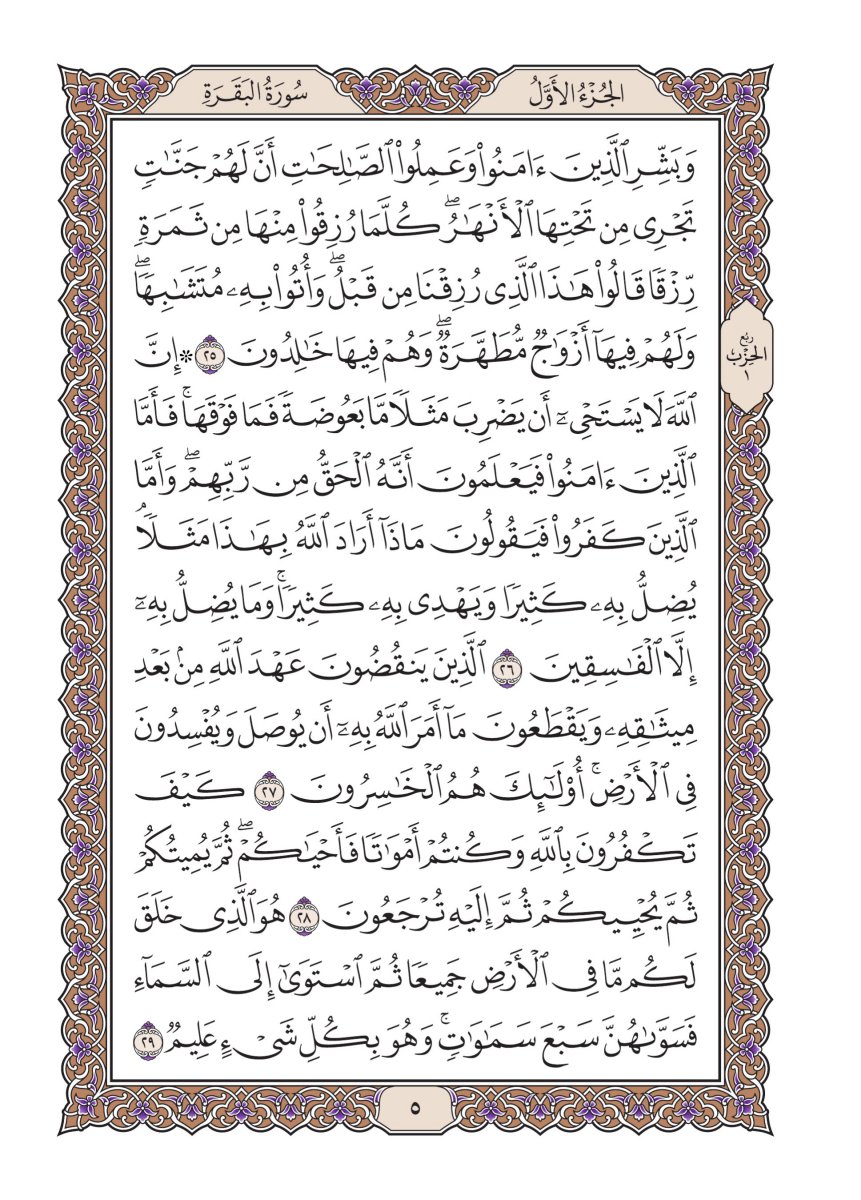 الجُزْءُ الأَوَّلُ
سُورَةُ البَقَرَةِ
وَبَشِّرِ ٱلَّذِينَ ءَامَنُواْ وَعَمِلُواْ ٱلصَّٰلِحَٰتِ أَنَّ لَهُمْ جَنَّٰتٖ
تَجْرِي مِن تَحْتِهَا ٱلْأَنْهَٰرُۖ كُلَّمَا رُزِقُواْ مِنْهَا مِن ثَمَرَةٖ
رِّزْقٗا قَالُواْ هَٰذَا ٱلَّذِي رُزِقْنَا مِن قَبْلُۖ وَأُتُواْ بِهِۦ مُتَشَٰبِهٗاۖ
وَلَهُمْ فِيهَآ أَزْوَٰجٞ مُّطَهَّرَةٞۖ وَهُمْ فِيهَا خَٰلِدُونَ ٢٥ ۞ إِنَّ
ٱللَّهَ لَا يَسْتَحْيِۦٓ أَن يَضْرِبَ مَثَلٗا مَّا بَعُوضَةٗ فَمَا فَوْقَهَاۚ فَأَمَّا
ٱلَّذِينَ ءَامَنُواْ فَيَعْلَمُونَ أَنَّهُ ٱلْحَقُّ مِن رَّبِّهِمْۖ وَأَمَّا
ٱلَّذِينَ كَفَرُواْ فَيَقُولُونَ مَاذَآ أَرَادَ ٱللَّهُ بِهَٰذَا مَثَلٗاۘ
يُضِلُّ بِهِۦ كَثِيرٗا وَيَهْدِي بِهِۦ كَثِيرٗاۚ وَمَا يُضِلُّ بِهِۦٓ
إِلَّا ٱلْفَٰسِقِينَ ٢٦ ٱلَّذِينَ يَنقُضُونَ عَهْدَ ٱللَّهِ مِنۢ بَعْدِ
مِيثَٰقِهِۦ وَيَقْطَعُونَ مَآ أَمَرَ ٱللَّهُ بِهِۦٓ أَن يُوصَلَ وَيُفْسِدُونَ
فِي ٱلْأَرْضِۚ أُوْلَٰٓئِكَ هُمُ ٱلْخَٰسِرُونَ ٢٧ كَيْفَ
تَكْفُرُونَ بِٱللَّهِ وَكُنتُمْ أَمْوَٰتٗا فَأَحْيَٰكُمْۖ ثُمَّ يُمِيتُكُمْ
ثُمَّ يُحْيِيكُمْ ثُمَّ إِلَيْهِ تُرْجَعُونَ ٢٨ هُوَ ٱلَّذِي خَلَقَ
لَكُم مَّا فِي ٱلْأَرْضِ جَمِيعٗا ثُمَّ ٱسْتَوَىٰٓ إِلَى ٱلسَّمَآءِ
فَسَوَّىٰهُنَّ سَبْعَ سَمَٰوَٰتٖۚ وَهُوَ بِكُلِّ شَيْءٍ عَلِيمٞ ٢٩
رُبْعُ
الحِزْبِ
١
٥